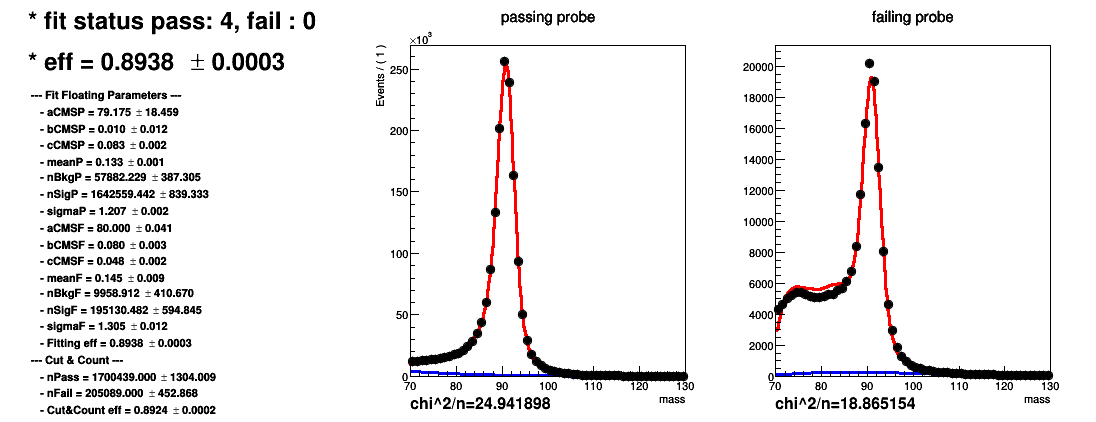 * fit status pass: 4, fail : 0
* eff = 0.8938 ± 0.0003
--- Fit Floating Parameters ---
- aCMSP = 79.175 ± 18.459
- bCMSP = 0.010 ± 0.012
- cCMSP = 0.083 ± 0.002
- meanP = 0.133 ± 0.001
- nBkgP = 57882.229 ± 387.305
- nSigP = 1642559.442 ± 839.333
- sigmaP = 1.207 ± 0.002
- aCMSF = 80.000 ± 0.041
- bCMSF = 0.080 ± 0.003
- cCMSF = 0.048 ± 0.002
- meanF = 0.145 ± 0.009
- nBkgF = 9958.912 ± 410.670
- nSigF = 195130.482 ± 594.845
- sigmaF = 1.305 ± 0.012
- Fitting eff = 0.8938 ± 0.0003
--- Cut & Count ---
- nPass = 1700439.000 ± 1304.009
- nFail = 205089.000 ± 452.868
- Cut&Count eff = 0.8924 ± 0.0002
passing probe
×10³
Events / ( 1 )
250
200
150
100
50
0
70 80 90 100 110 120 130
mass
chi^2/n=24.941898
failing probe
20000
18000
16000
14000
12000
10000
8000
6000
4000
2000
0
70 80 90 100 110 120 130
mass
chi^2/n=18.865154